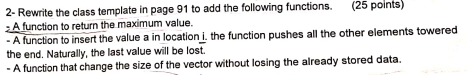 2- Rewrite the class template in page 91 to add the following functions. (25 points)
- A function to return the maximum value.
- A function to insert the value a in location i. the function pushes all the other elements towered
the end. Naturally, the last value will be lost.
- A function that change the size of the vector without losing the already stored data.